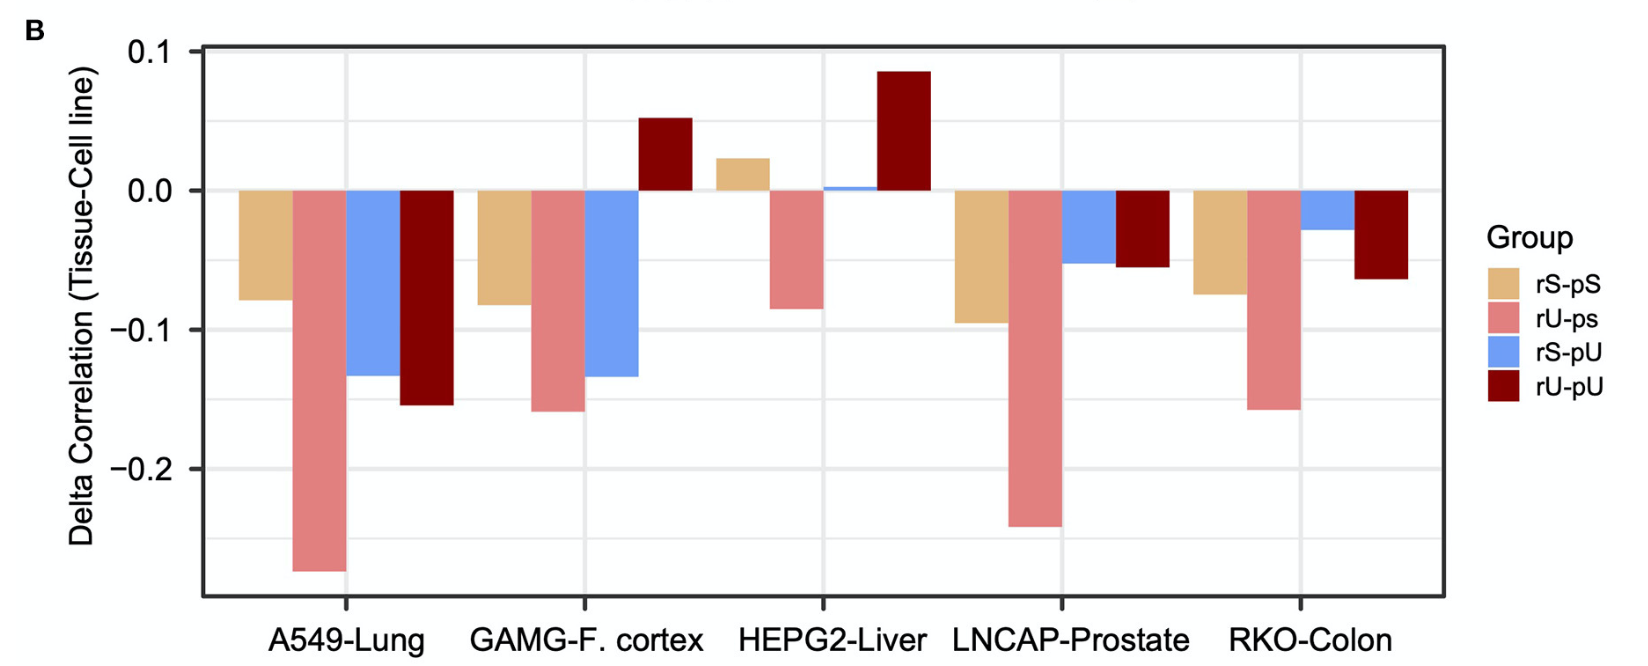 B
Delta Correlation (Tissue-Cell line)
0.1
0.0
−0.1
−0.2
A549-Lung
GAMG-F. cortex
HEPG2-Liver
LNCAP-Prostate
RKO-Colon
Group
rS-pS
rU-ps
rS-pU
rU-pU